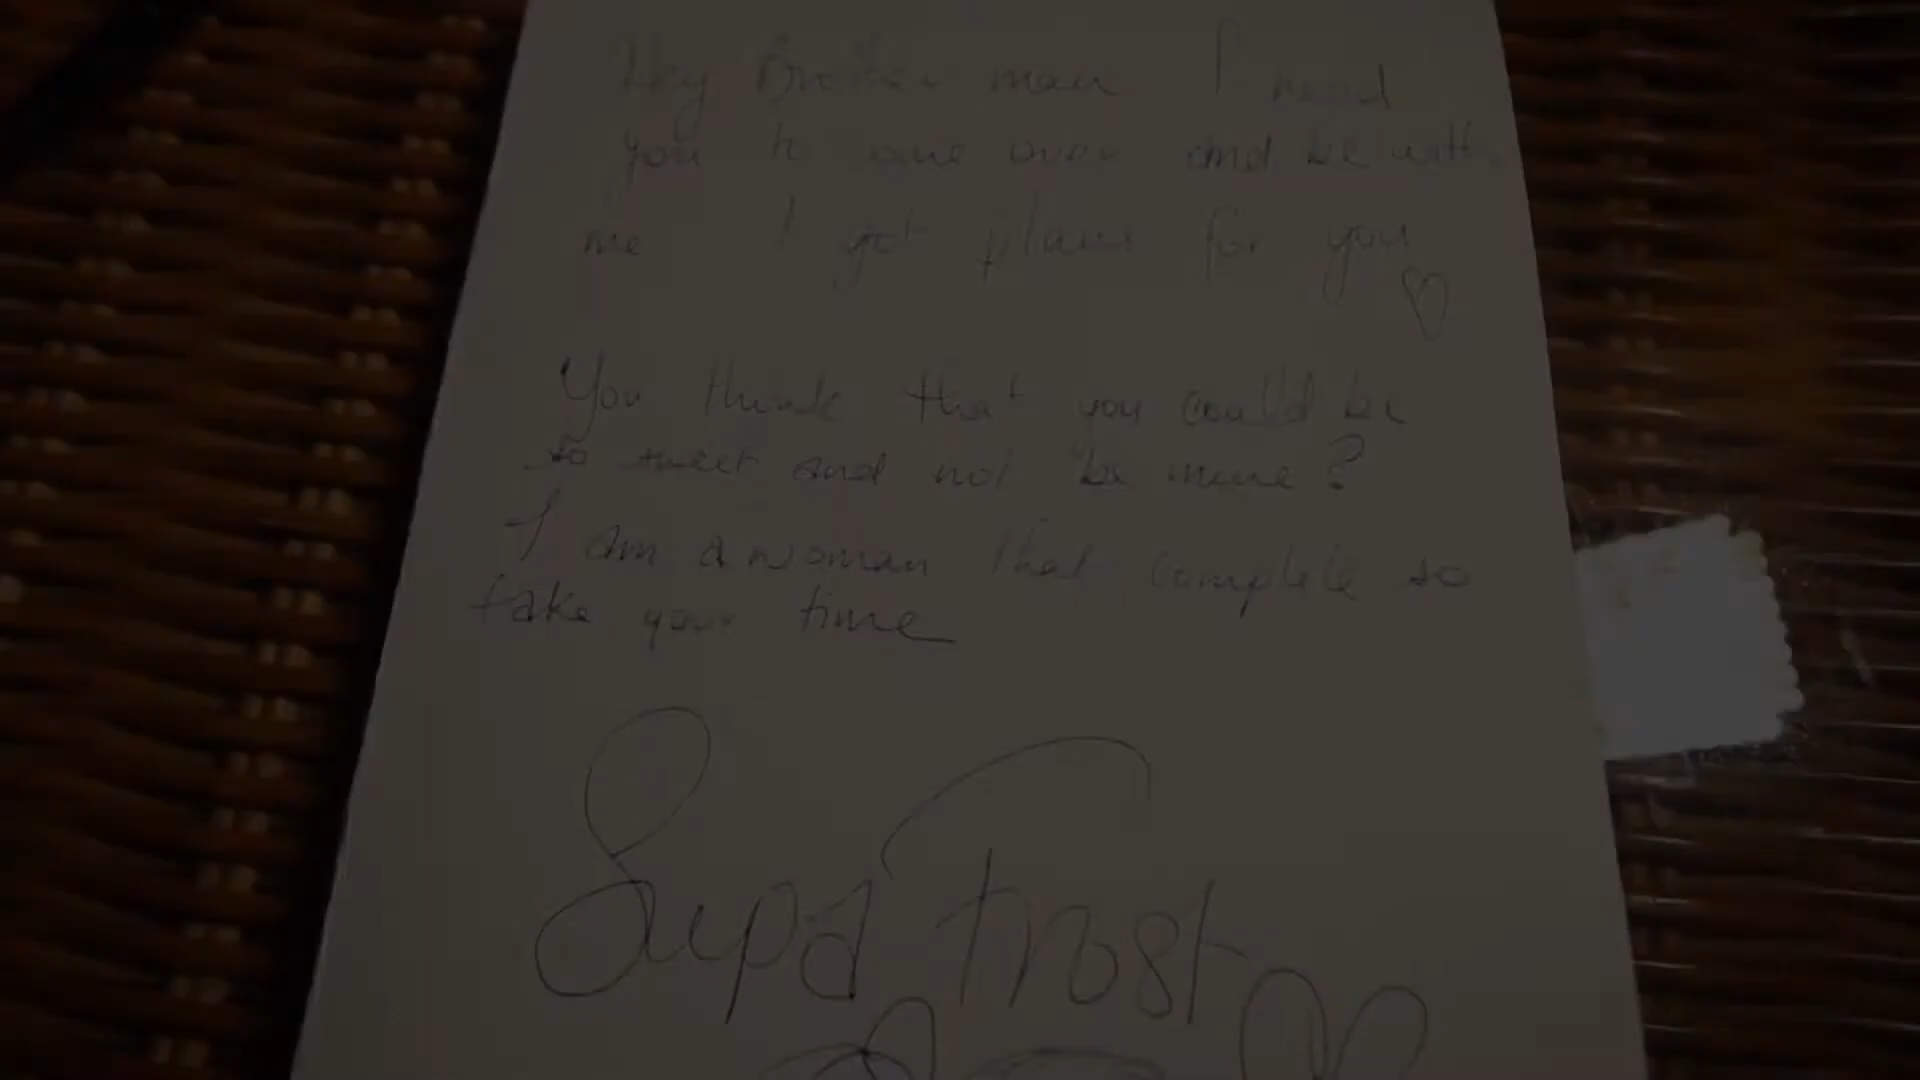 Hey Brother man I need
you to come over and be with
me I got plans for you
You think that you could be
so sweet and not be mine?
I am a woman that complete so
take your time
Supa Frost